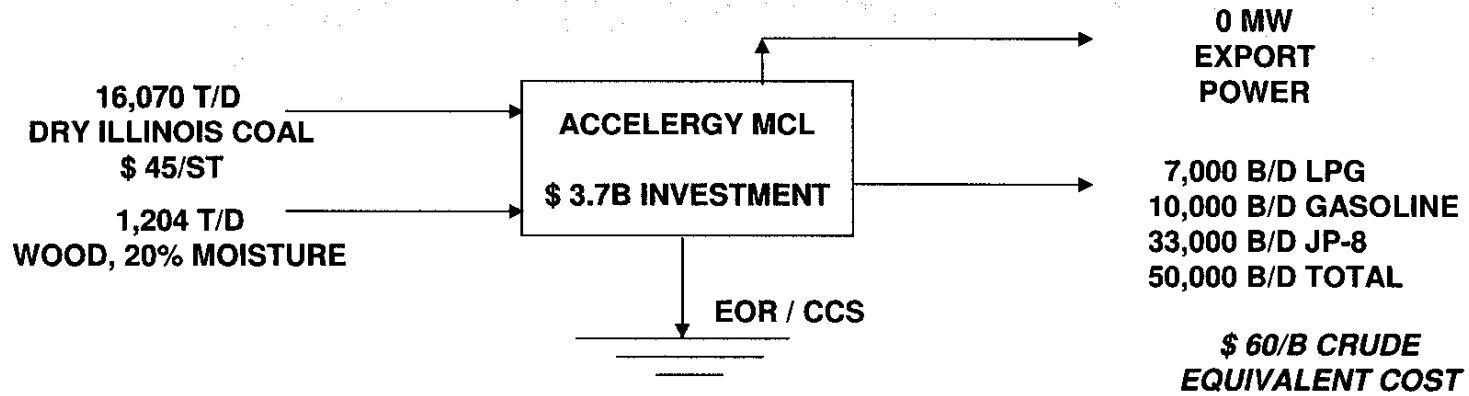 16,070 T/D
DRY ILLINOIS COAL
$ 45/ST
1,204 T/D
WOOD, 20% MOISTURE
ACCELERGY MCL
$ 3.7B INVESTMENT
EOR / CCS
0 MW
EXPORT
POWER
7,000 B/D LPG
10,000 B/D GASOLINE
33,000 B/D JP-8
50,000 B/D TOTAL
$ 60/B CRUDE
EQUIVALENT COST